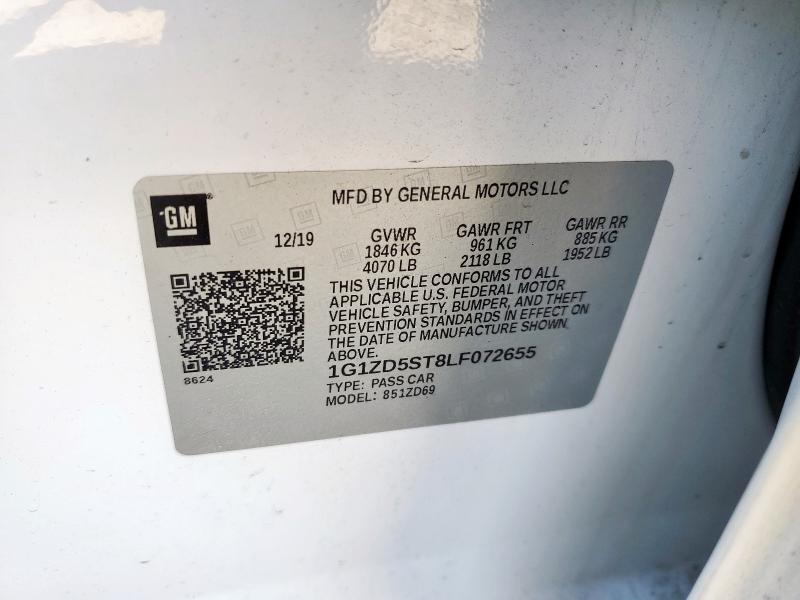 GM
MFD BY GENERAL MOTORS LLC
12/19 GVWR GAWR FRT GAWR RR
1846 KG 961 KG 885 KG
4070 LB 2118 LB 1952 LB
THIS VEHICLE CONFORMS TO ALL
APPLICABLE U.S. FEDERAL MOTOR
VEHICLE SAFETY, BUMPER, AND THEFT
PREVENTION STANDARDS IN EFFECT ON
THE DATE OF MANUFACTURE SHOWN
ABOVE.
1G1ZD5ST8LF072655
TYPE: PASS CAR
MODEL: 851ZD69
8624